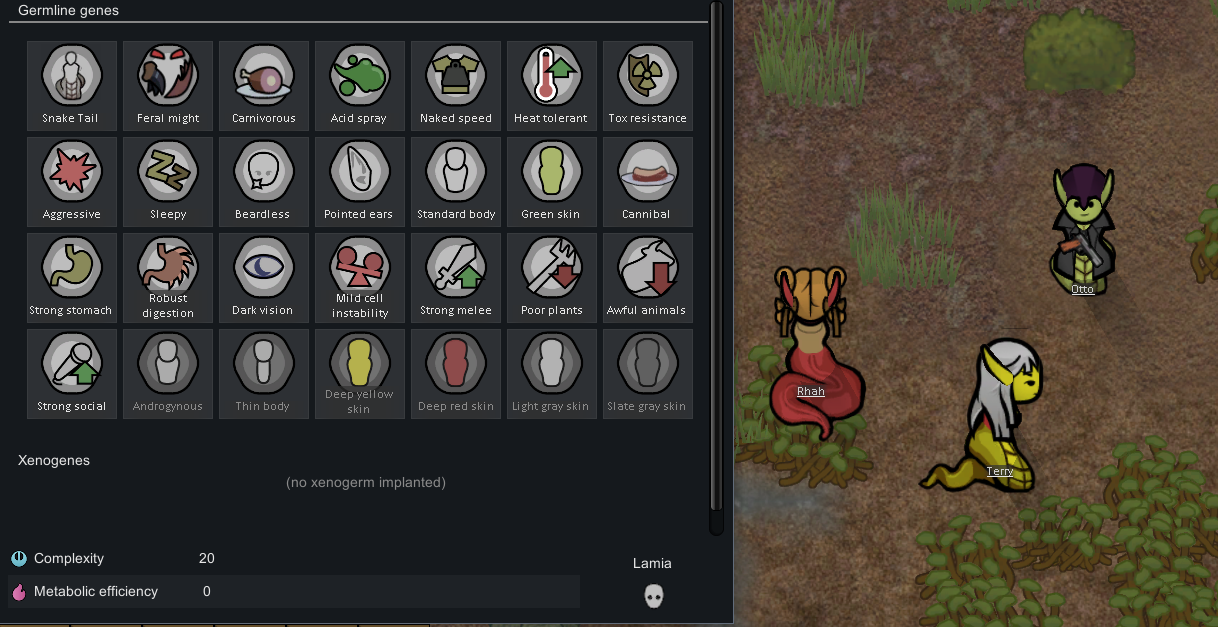 Germline genes
Snake Tail
Feral might
Carnivorous
Acid spray
Naked speed
Heat tolerant
Tox resistance
Aggressive
Sleepy
Beardless
Pointed ears
Standard body
Green skin
Cannibal
Strong stomach
Robust
digestion
Dark vision
Mild cell
instability
Strong melee
Poor plants
Awful animals
Strong social
Androgynous
Thin body
Deep yellow
skin
Deep red skin
Light gray skin
Slate gray skin
Xenogenes
(no xenogerm implanted)
Complexity 20
Metabolic efficiency 0
Lamia
Otto
Rhah
Terry